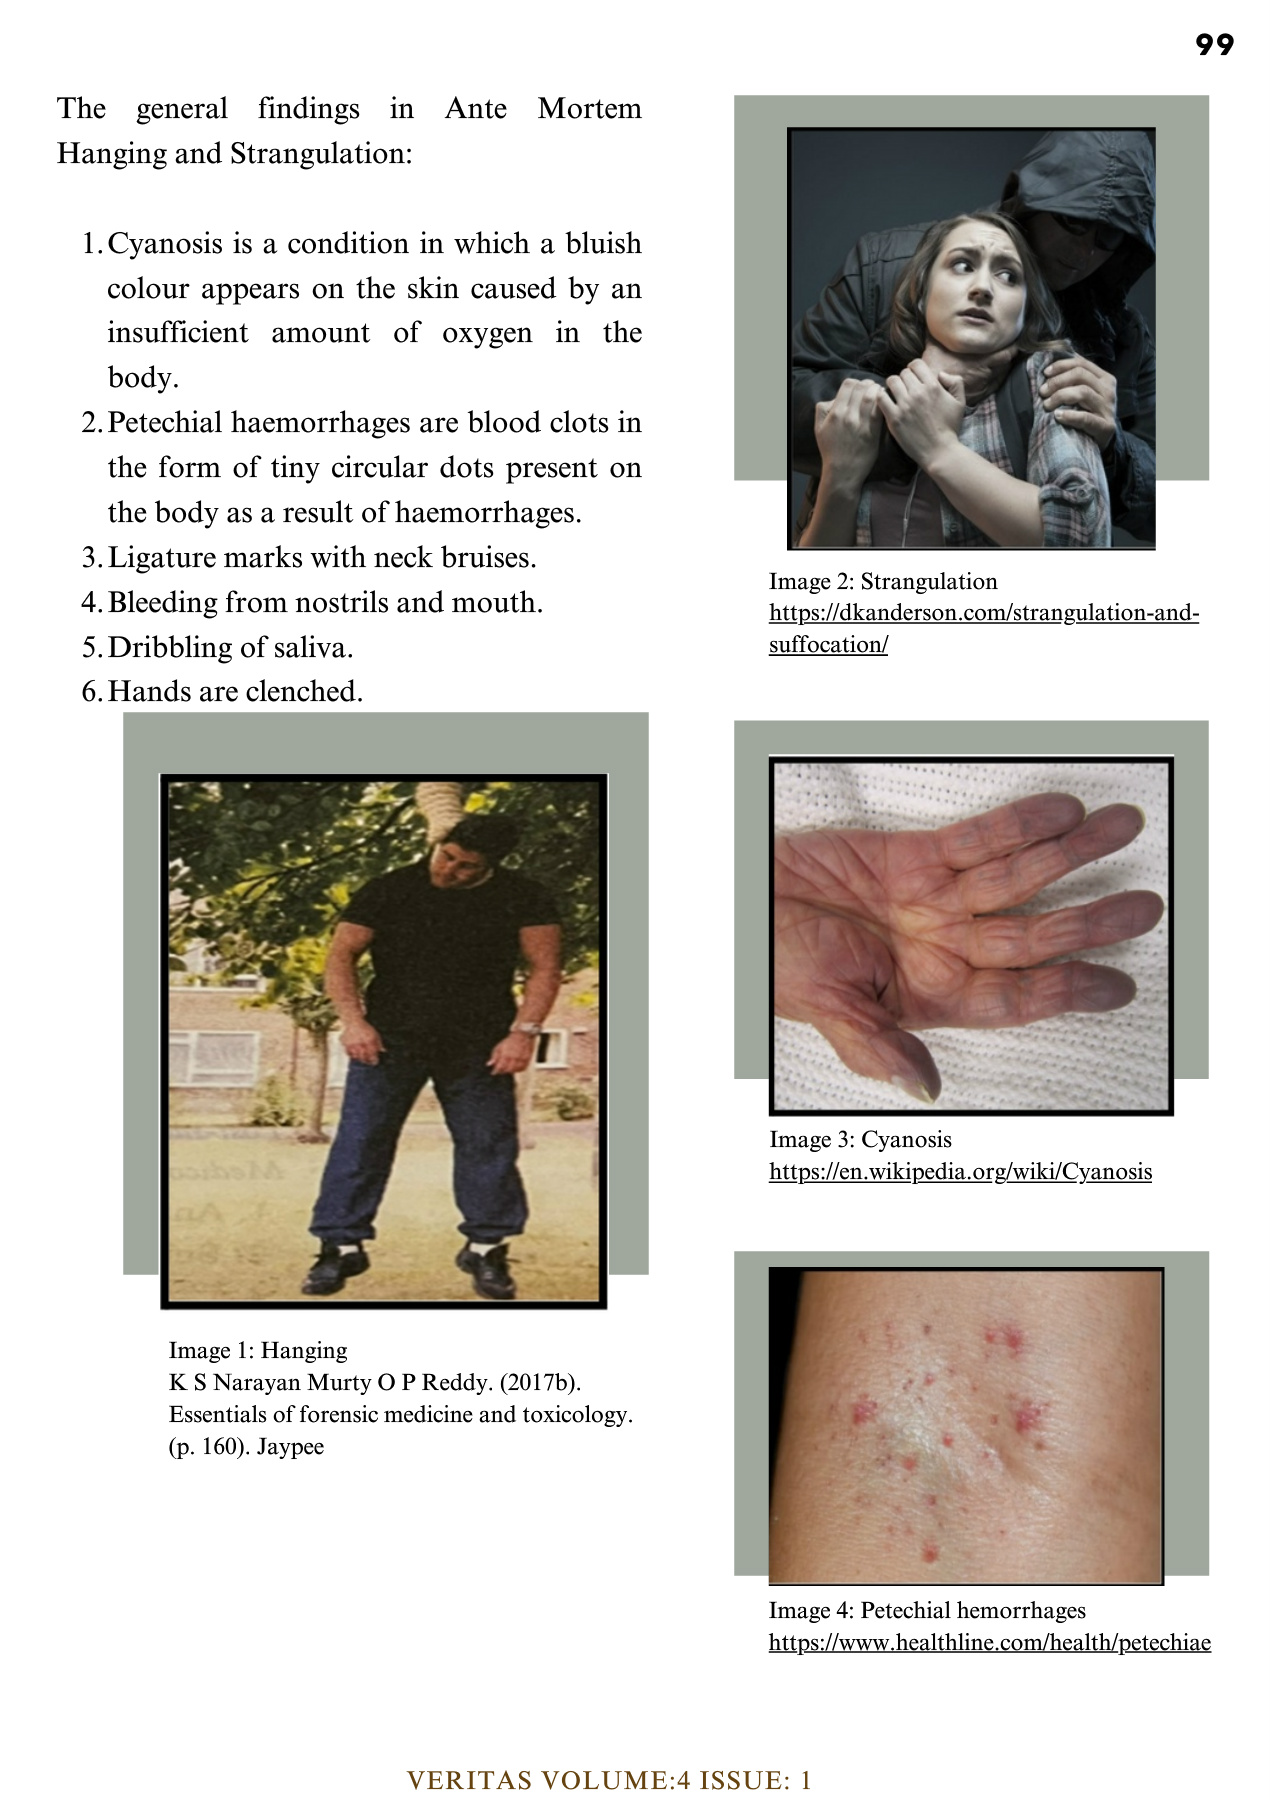 99
The general findings in Ante Mortem
Hanging and Strangulation:
1. Cyanosis is a condition in which a bluish
colour appears on the skin caused by an
insufficient amount of oxygen in the
body.
2. Petechial haemorrhages are blood clots in
the form of tiny circular dots present on
the body as a result of haemorrhages.
3. Ligature marks with neck bruises.
4. Bleeding from nostrils and mouth.
5. Dribbling of saliva.
6. Hands are clenched.
Image 1: Hanging
K S Narayan Murty O P Reddy. (2017b).
Essentials of forensic medicine and toxicology.
(p. 160). Jaypee
Image 2: Strangulation
https://dkanderson.com/strangulation-and-
suffocation/
Image 3: Cyanosis
https://en.wikipedia.org/wiki/Cyanosis
Image 4: Petechial hemorrhages
https://www.healthline.com/health/petechiae
VERITAS VOLUME:4 ISSUE: 1